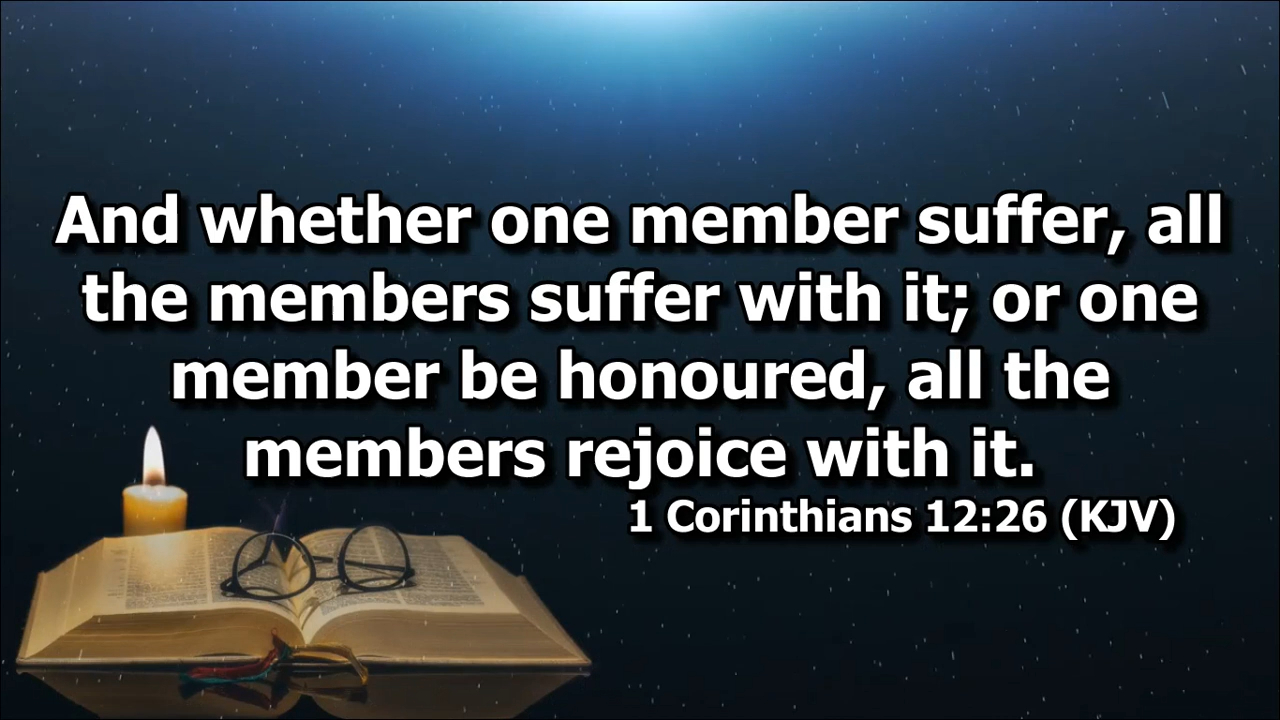 And whether one member suffer, all
the members suffer with it; or one
member be honoured, all the
members rejoice with it.
1 Corinthians 12:26 (KJV)